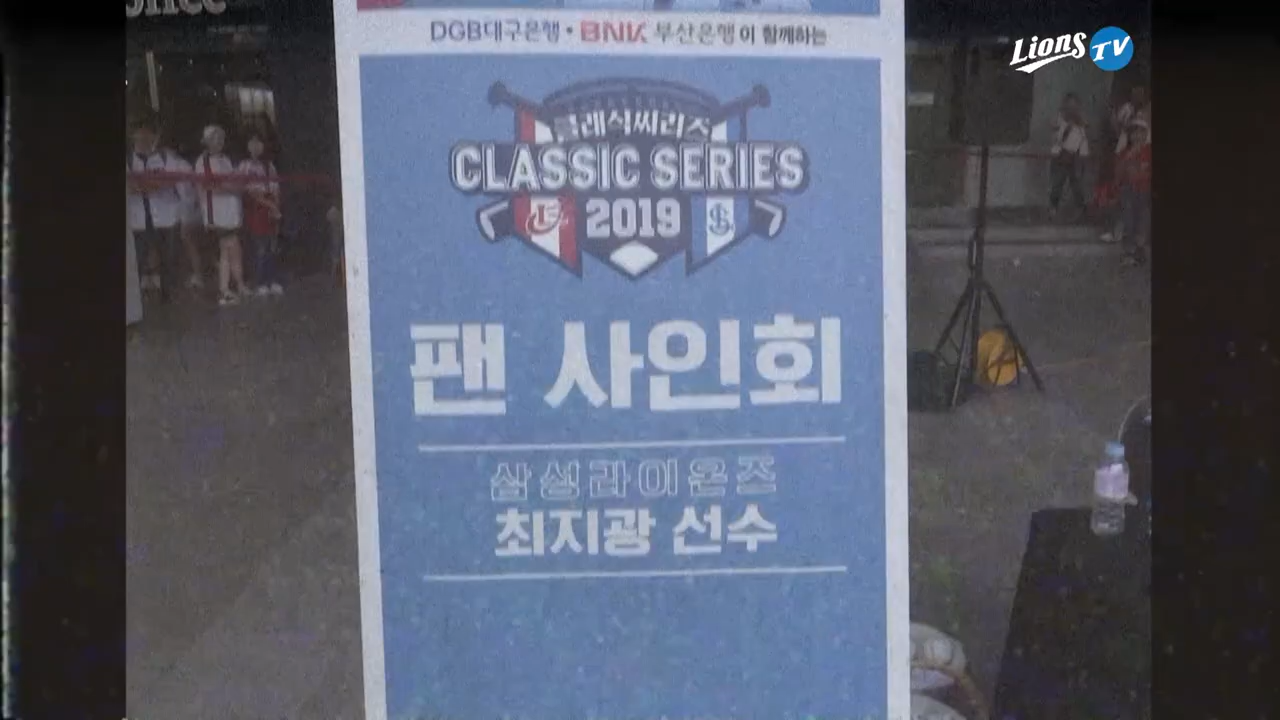 office
Lions TV
DGB대구은행 • BNK 부산은행이 함께하는
클래식씨리즈
CLASSIC SERIES
2019
팬 사인회
삼성라이온즈
최지광 선수